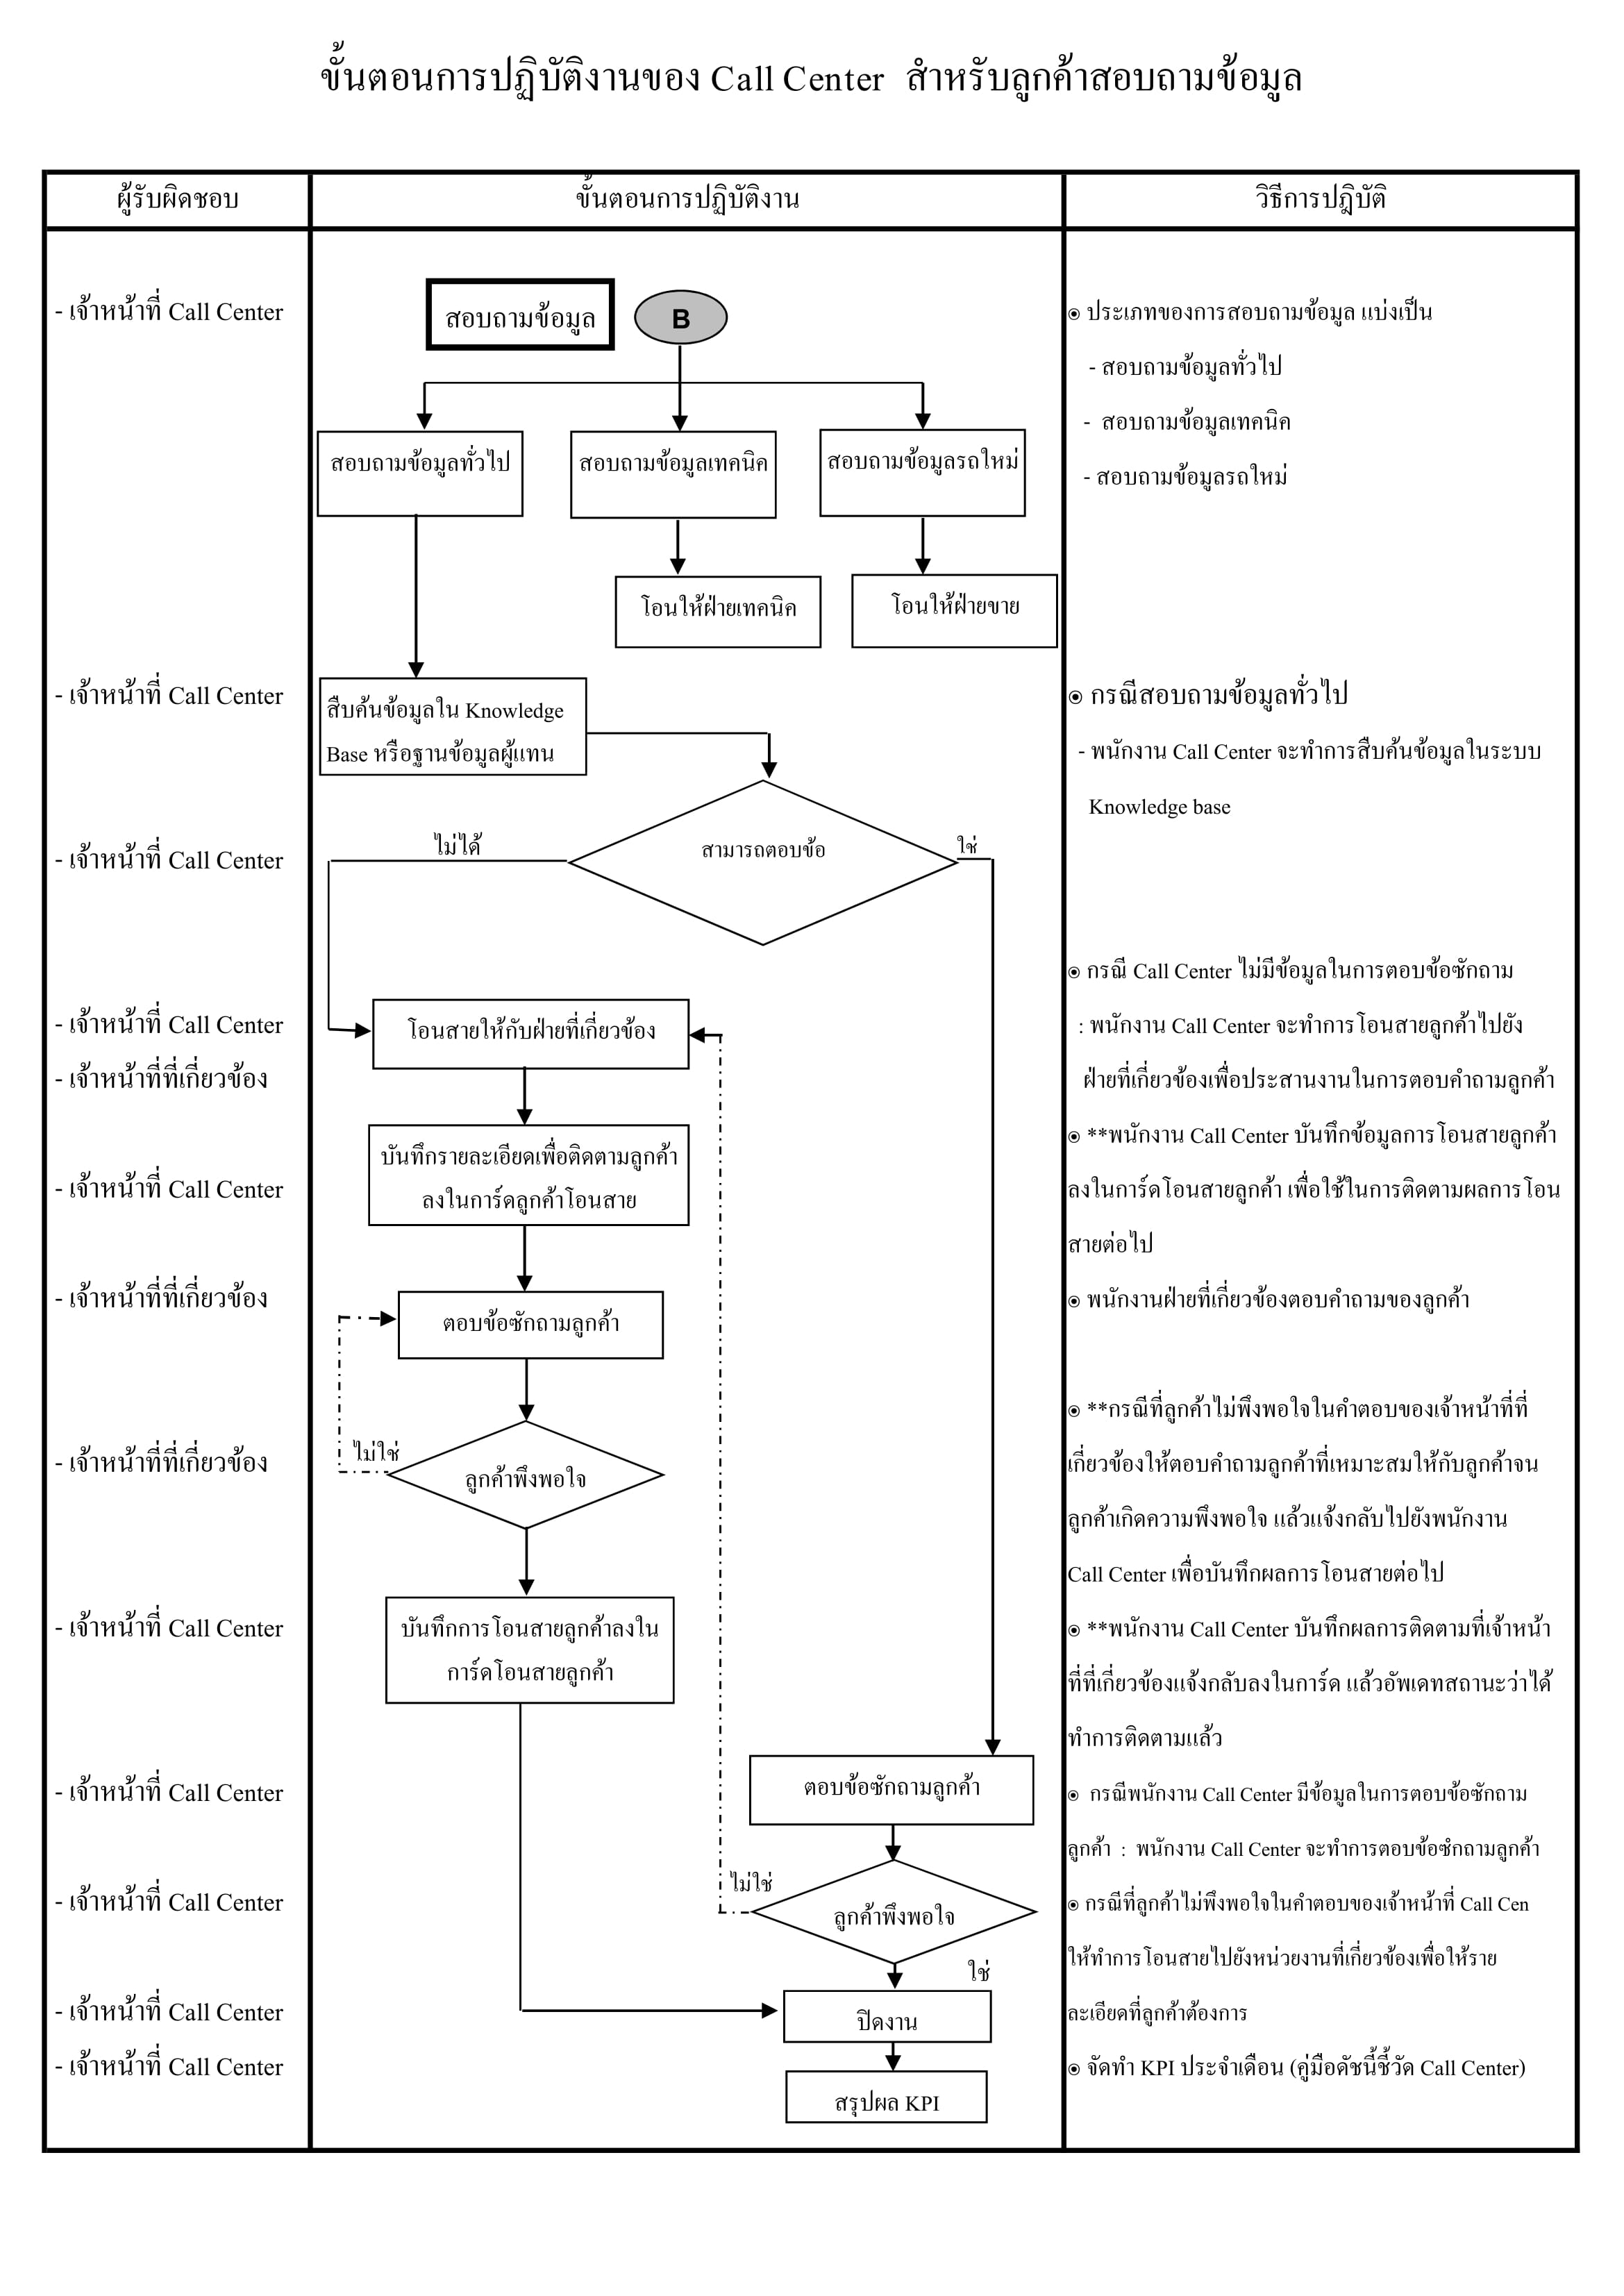 ขั้นตอนการปฏิบัติงานของ Call Center สำหรับลูกค้าสอบถามข้อมูล
ผู้รับผิดชอบ
ขั้นตอนการปฏิบัติงาน
วิธีการปฎิบัติ
- เจ้าหน้าที่ Call Center
สอบถามข้อมูล
B
๏ ประเภทของการสอบถามข้อมูล แบ่งเป็น
- สอบถามข้อมูลทั่วไป
- สอบถามข้อมูลเทคนิค
- สอบถามข้อมูลรถใหม่
สอบถามข้อมูลทั่วไป
สอบถามข้อมูลเทคนิค
สอบถามข้อมูลรถใหม่
โอนให้ฝ่ายเทคนิค
โอนให้ฝ่ายขาย
- เจ้าหน้าที่ Call Center
สืบค้นข้อมูลใน Knowledge
Base หรือฐานข้อมูลผู้แทน
๏ กรณีสอบถามข้อมูลทั่วไป
- พนักงาน Call Center จะทำการสืบค้นข้อมูลในระบบ
Knowledge base
- เจ้าหน้าที่ Call Center
ไม่ได้
สามารถตอบข้อ
ใช่
๏ กรณี Call Center ไม่มีข้อมูลในการตอบข้อซักถาม
- เจ้าหน้าที่ Call Center
โอนสายให้กับฝ่ายที่เกี่ยวข้อง
: พนักงาน Call Center จะทำการโอนสายลูกค้าไปยัง
- เจ้าหน้าที่ที่เกี่ยวข้อง
ฝ่ายที่เกี่ยวข้องเพื่อประสานงานในการตอบคำถามลูกค้า
บันทึกรายละเอียดเพื่อติดตามลูกค้า
ลงในการ์ดลูกค้าโอนสาย
๏ **พนักงาน Call Center บันทึกข้อมูลการโอนสายลูกค้า
- เจ้าหน้าที่ Call Center
ลงในการ์ดโอนสายลูกค้า เพื่อใช้ในการติดตามผลการโอน
สายต่อไป
- เจ้าหน้าที่ที่เกี่ยวข้อง
ตอบข้อซักถามลูกค้า
๏ พนักงานฝ่ายที่เกี่ยวข้องตอบคำถามของลูกค้า
๏ **กรณีที่ลูกค้าไม่พึงพอใจในคำตอบของเจ้าหน้าที่ที่
- เจ้าหน้าที่ที่เกี่ยวข้อง
ไม่ใช่
ลูกค้าพึงพอใจ
เกี่ยวข้องให้ตอบคำถามลูกค้าที่เหมาะสมให้กับลูกค้าจน
ลูกค้าเกิดความพึงพอใจ แล้วแจ้งกลับไปยังพนักงาน
Call Center เพื่อบันทึกผลการโอนสายต่อไป
- เจ้าหน้าที่ Call Center
บันทึกการโอนสายลูกค้าลงใน
การ์ดโอนสายลูกค้า
๏ **พนักงาน Call Center บันทึกผลการติดตามที่เจ้าหน้า
ที่ที่เกี่ยวข้องแจ้งกลับลงในการ์ด แล้วอัพเดทสถานะว่าได้
ทำการติดตามแล้ว
- เจ้าหน้าที่ Call Center
ตอบข้อซักถามลูกค้า
๏ กรณีพนักงาน Call Center มีข้อมูลในการตอบข้อซักถาม
ลูกค้า : พนักงาน Call Center จะทำการตอบข้อซํกถามลูกค้า
- เจ้าหน้าที่ Call Center
ไม่ใช่
ลูกค้าพึงพอใจ
๏ กรณีที่ลูกค้าไม่พึงพอใจในคำตอบของเจ้าหน้าที่ Call Cen
ให้ทำการโอนสายไปยังหน่วยงานที่เกี่ยวข้องเพื่อให้ราย
ใช่
- เจ้าหน้าที่ Call Center
ปิดงาน
ละเอียดที่ลูกค้าต้องการ
- เจ้าหน้าที่ Call Center
สรุปผล KPI
๏ จัดทำ KPI ประจำเดือน (คู่มือดัชนี้ชี้วัด Call Center)